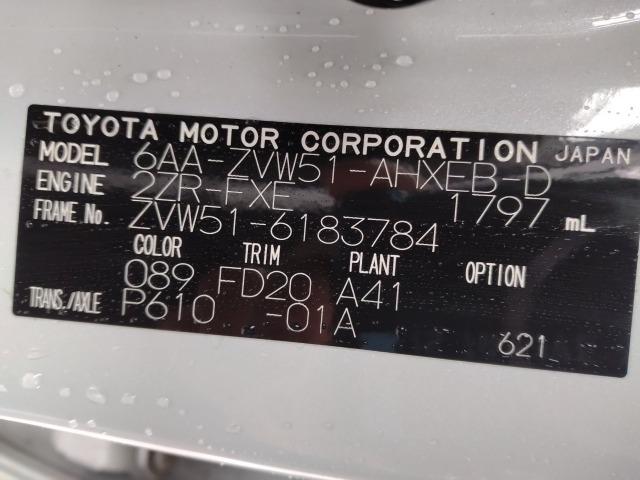 TOYOTA MOTOR CORPORATION JAPAN
MODEL 6AA-ZVW51-AHXEB-D
ENGINE 2ZR-FXE 1797 mL
FRAME No. ZVW51-6183784
COLOR TRIM PLANT OPTION
089 FD20 A41
TRANS./AXLE P610 -01A
621